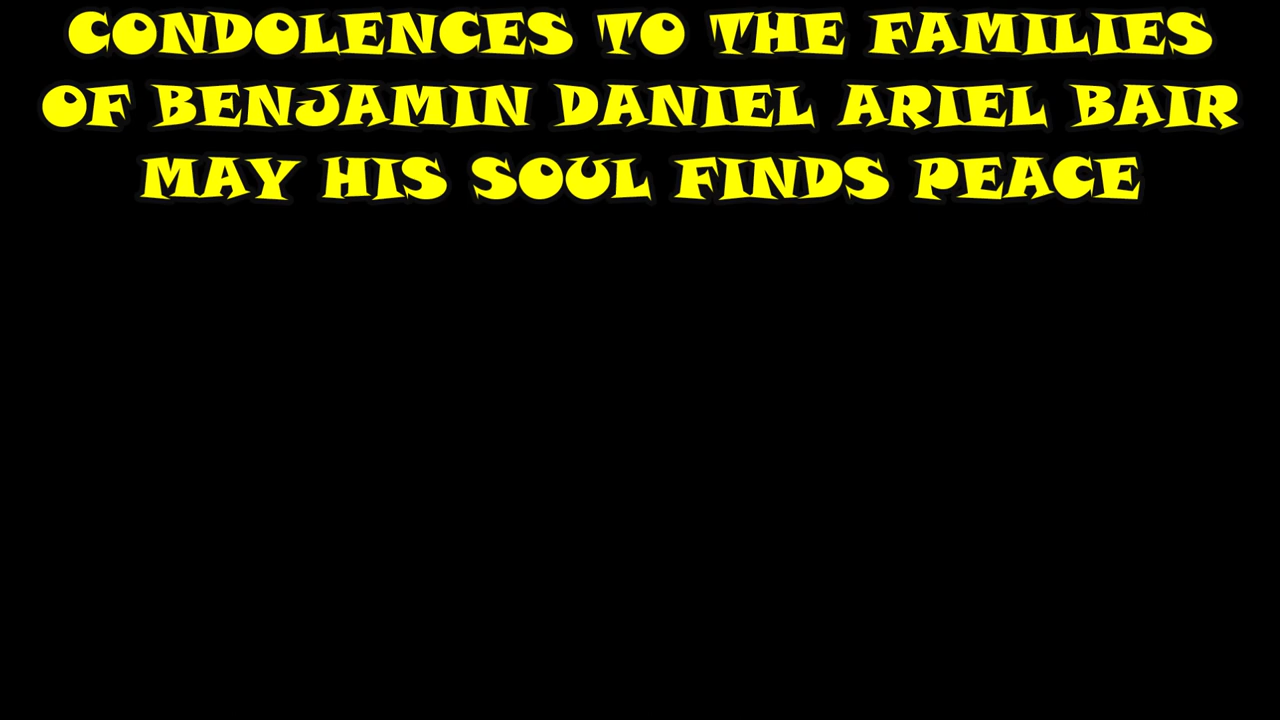 CONDOLENCES TO THE FAMILIES
OF BENJAMIN DANIEL ARIEL BAIR
MAY HIS SOUL FINDS PEACE